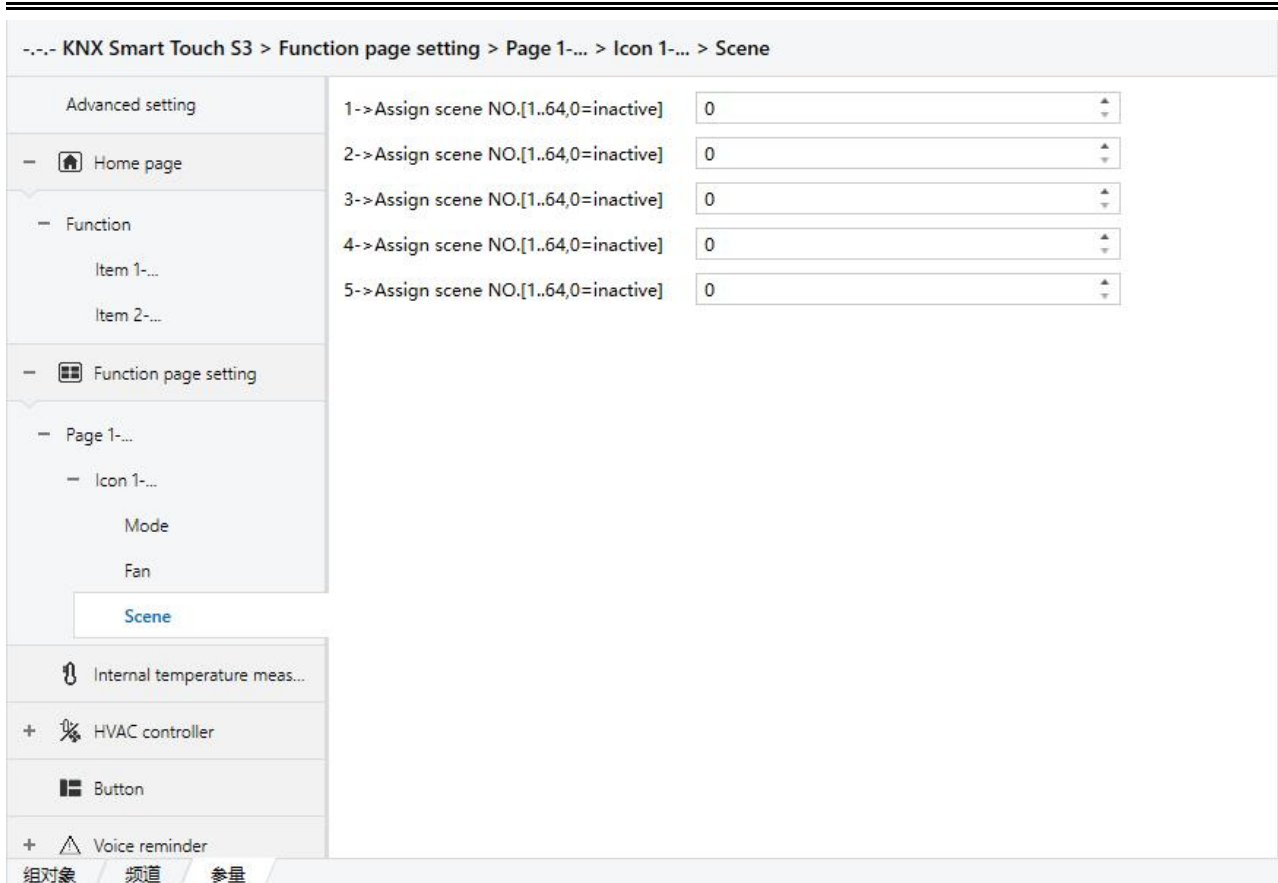 -.-.- KNX Smart Touch S3 > Function page setting > Page 1-... > Icon 1-... > Scene
Advanced setting
Home page
Function
Item 1-...
Item 2-...
Function page setting
Page 1-...
Icon 1-...
Mode
Fan
Scene
Internal temperature meas...
HVAC controller
Button
Voice reminder
1->Assign scene NO.[1..64,0=inactive] 0
2->Assign scene NO.[1..64,0=inactive] 0
3->Assign scene NO.[1..64,0=inactive] 0
4->Assign scene NO.[1..64,0=inactive] 0
5->Assign scene NO.[1..64,0=inactive] 0
组对象 频道 参量